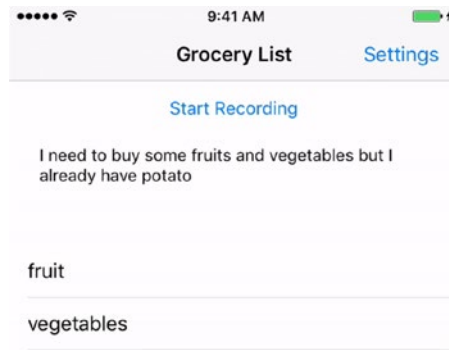 9:41 AM
Grocery List
Settings
Start Recording
I need to buy some fruits and vegetables but I
already have potato
fruit
vegetables